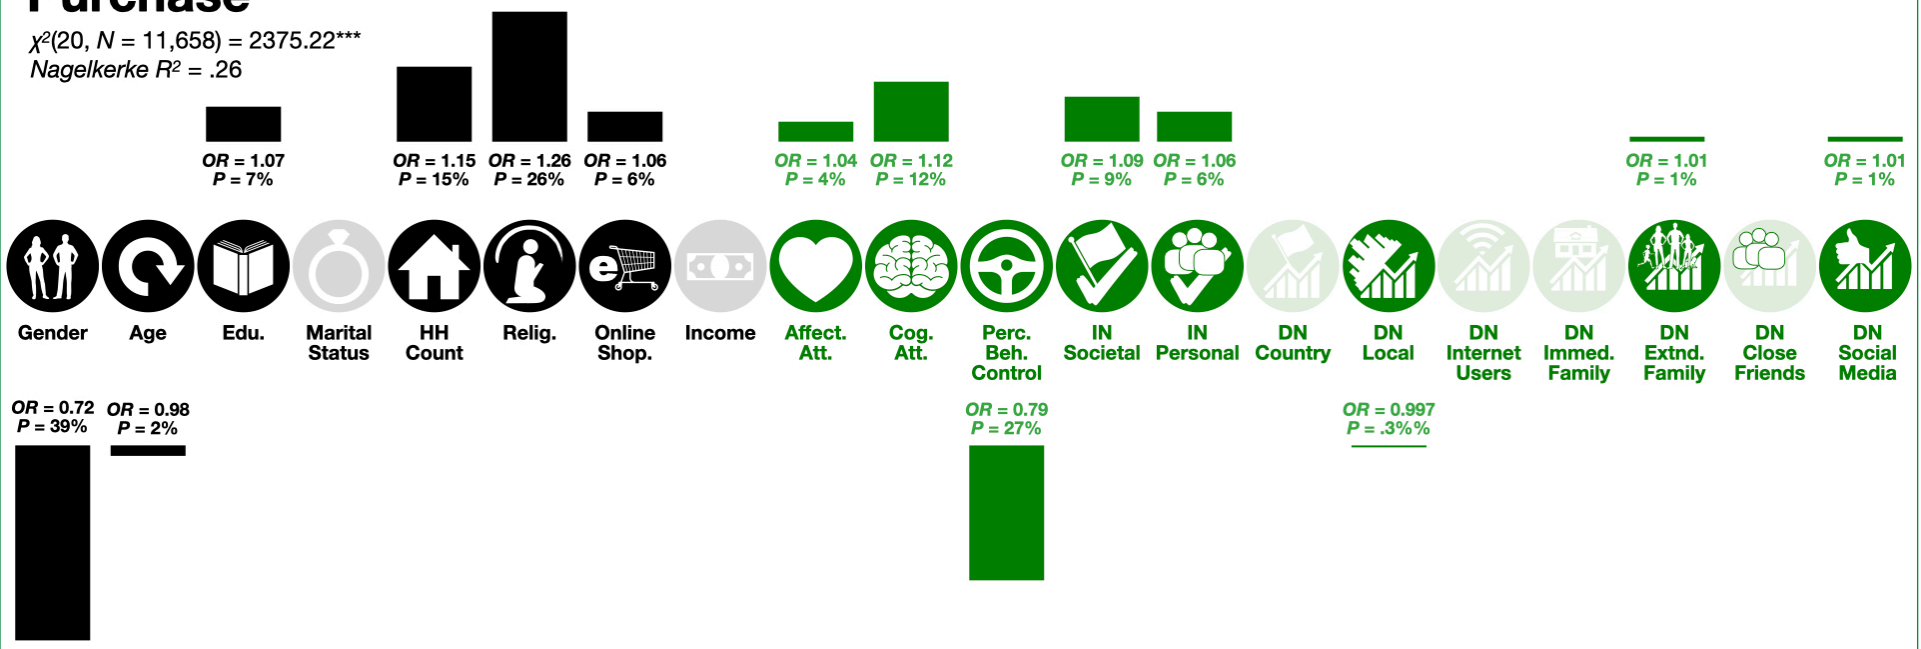 Purchase
χ²(20, N = 11,658) = 2375.22***
Nagelkerke R² = .26
OR = 1.07
P = 7%
OR = 1.15
P = 15%
OR = 1.26
P = 26%
OR = 1.06
P = 6%
OR = 1.04
P = 4%
OR = 1.12
P = 12%
OR = 1.09
P = 9%
OR = 1.06
P = 6%
OR = 1.01
P = 1%
OR = 1.01
P = 1%
e
Gender
Age
Edu.
Marital
Status
HH
Count
Relig.
Online
Shop.
Income
Affect.
Att.
Cog.
Att.
Perc.
Beh.
Control
IN
Societal
IN
Personal
DN
Country
DN
Local
DN
Internet
Users
DN
Immed.
Family
DN
Extnd.
Family
DN
Close
Friends
DN
Social
Media
OR = 0.72
P = 39%
OR = 0.98
P = 2%
OR = 0.79
P = 27%
OR = 0.997
P = .3%%